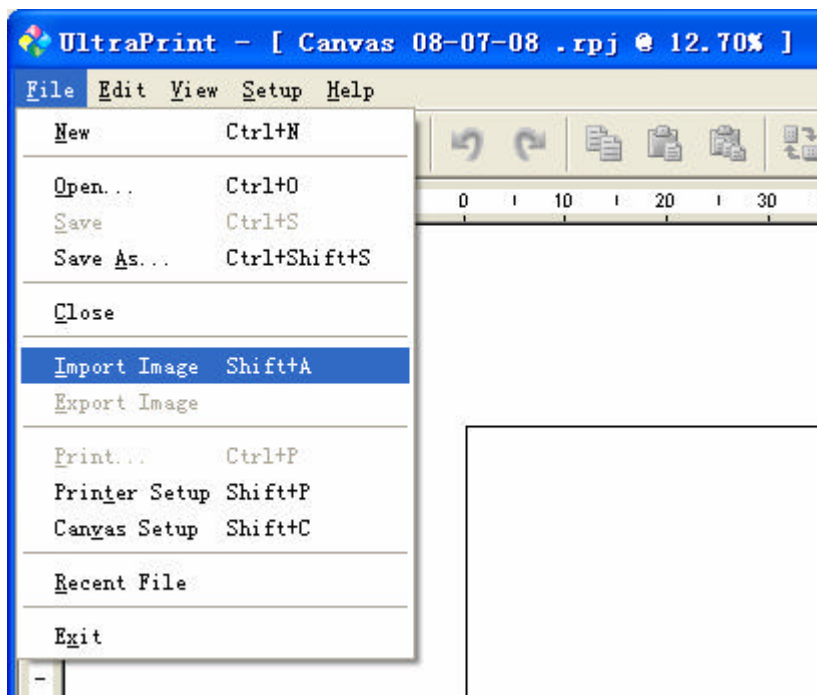 UltraPrint - [ Canvas 08-07-08 .rpj @ 12.70% ]
File Edit View Setup Help
New Ctrl+N
Open... Ctrl+O
Save Ctrl+S
Save As... Ctrl+Shift+S
Close
Import Image Shift+A
Export Image
Print... Ctrl+P
Printer Setup Shift+P
Canvas Setup Shift+C
Recent File
Exit
0 10 20 30